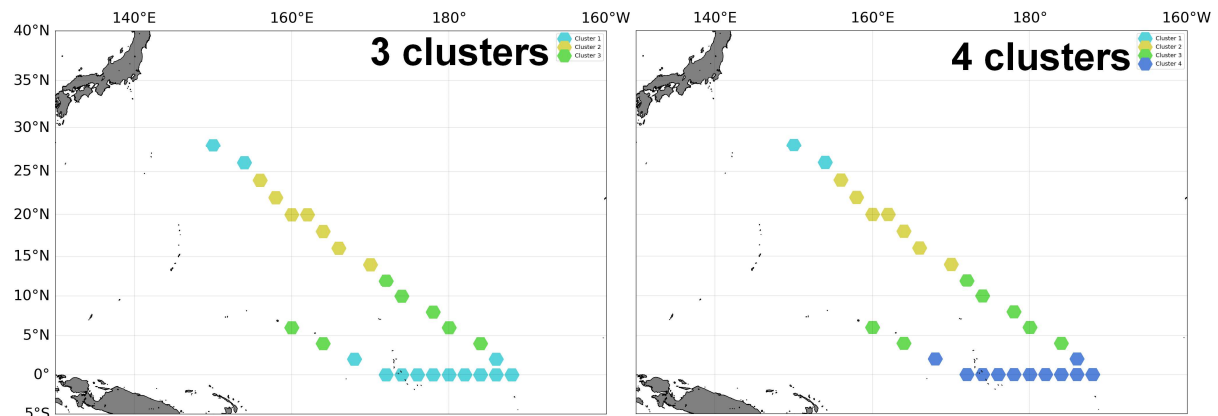 140°E 160°E 180° 160°W 140°E 160°E 180° 160°W
40°N
3 clusters
Cluster 1
Cluster 2
Cluster 3
4 clusters
Cluster 1
Cluster 2
Cluster 3
Cluster 4
35°N
30°N
25°N
20°N
15°N
10°N
5°N
0°
5°S